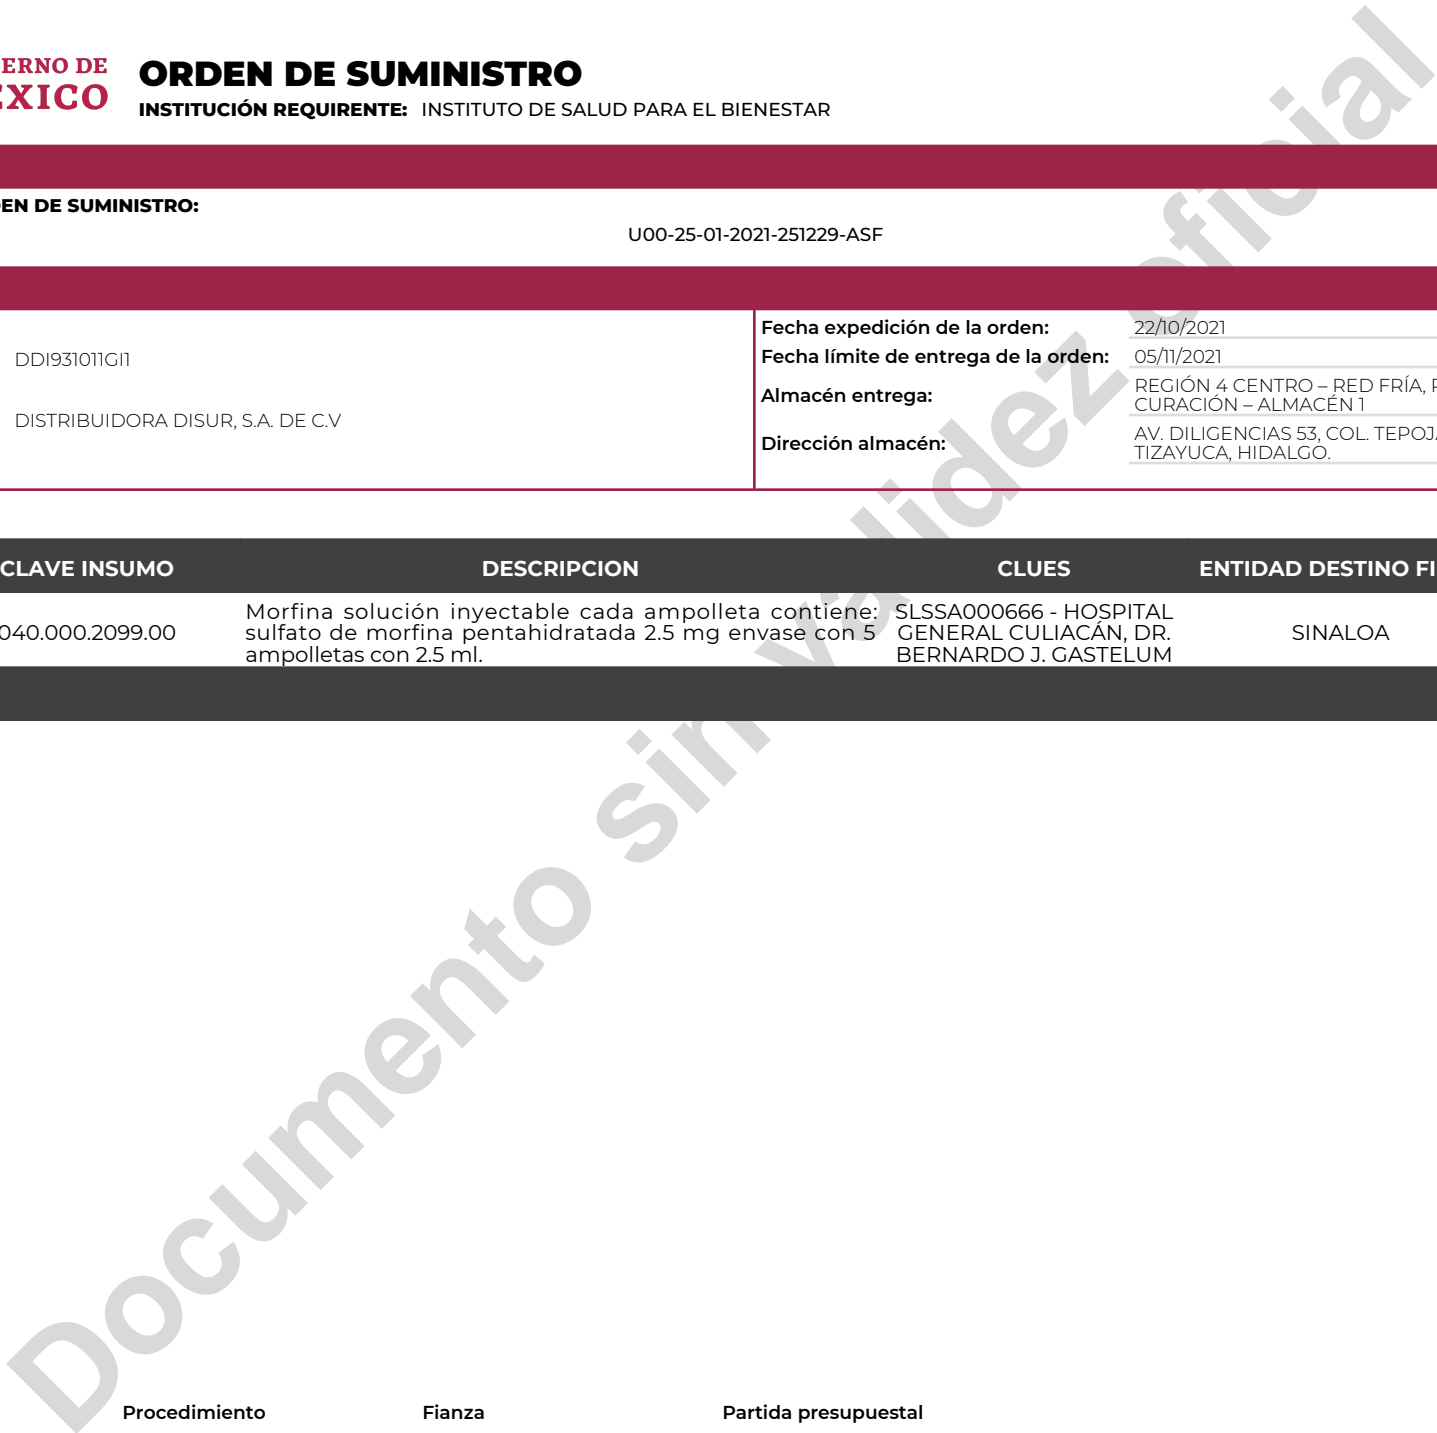 ERNO DE
EXICO
ORDEN DE SUMINISTRO
INSTITUCIÓN REQUIRENTE: INSTITUTO DE SALUD PARA EL BIENESTAR
EN DE SUMINISTRO:
U00-25-01-2021-251229-ASF
DDI931011GI1
DISTRIBUIDORA DISUR, S.A. DE C.V
Fecha expedición de la orden: 22/10/2021
Fecha límite de entrega de la orden: 05/11/2021
Almacén entrega: REGIÓN 4 CENTRO – RED FRÍA,
CURACIÓN – ALMACÉN 1
Dirección almacén: AV. DILIGENCIAS 53, COL. TEPOJ
TIZAYUCA, HIDALGO.
CLAVE INSUMO DESCRIPCION CLUES ENTIDAD DESTINO FI
040.000.2099.00
Morfina solución inyectable cada ampolleta contiene:
sulfato de morfina pentahidratada 2.5 mg envase con 5
ampolletas con 2.5 ml.
SLSSA000666 - HOSPITAL
GENERAL CULIACÁN, DR.
BERNARDO J. GASTELUM
SINALOA
Documento sin validez oficial
Procedimiento Fianza Partida presupuestal